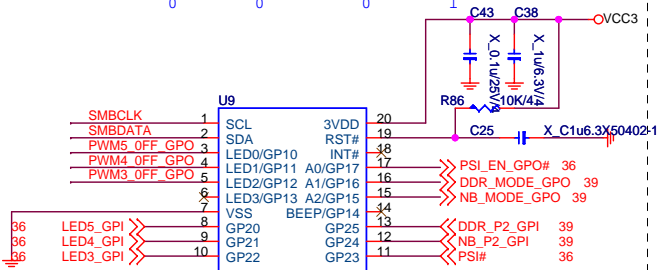 0 0 0 1
C43 C38 VCC3
X_0.1u/25V/4 X_1u/6.3V/4
U9 R86 10K/4
SMBCLK 1 SCL 3VDD 20
SMBDATA 2 SDA RST# 19 C25 X_C1u6.3X50402-1
PWM5_0FF_GPO 3 LED0/GP10 INT# 18
PWM4_0FF_GPO 4 LED1/GP11 A0/GP17 17 PSI_EN_GPO# 36
PWM3_0FF_GPO 5 LED2/GP12 A1/GP16 16 DDR_MODE_GPO 39
6 LED3/GP13 A2/GP15 15 NB_MODE_GPO 39
7 VSS BEEP/GP14 14
36 LED5_GPI 8 GP20 GP25 13 DDR_P2_GPI 39
36 LED4_GPI 9 GP21 GP24 12 NB_P2_GPI 39
36 LED3_GPI 10 GP22 GP23 11 PSI# 36